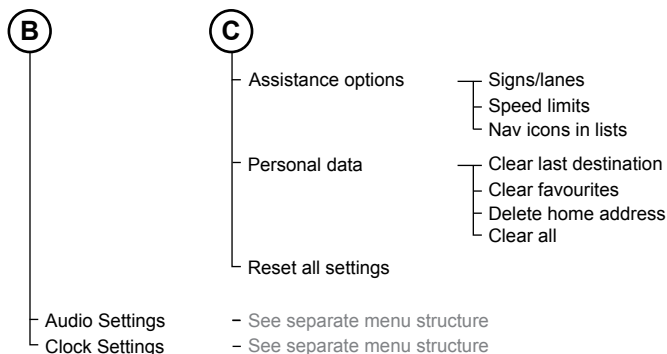 B C
Assistance options Signs/lanes
Speed limits
Nav icons in lists
Personal data Clear last destination
Clear favourites
Delete home address
Clear all
Reset all settings
Audio Settings – See separate menu structure
Clock Settings – See separate menu structure